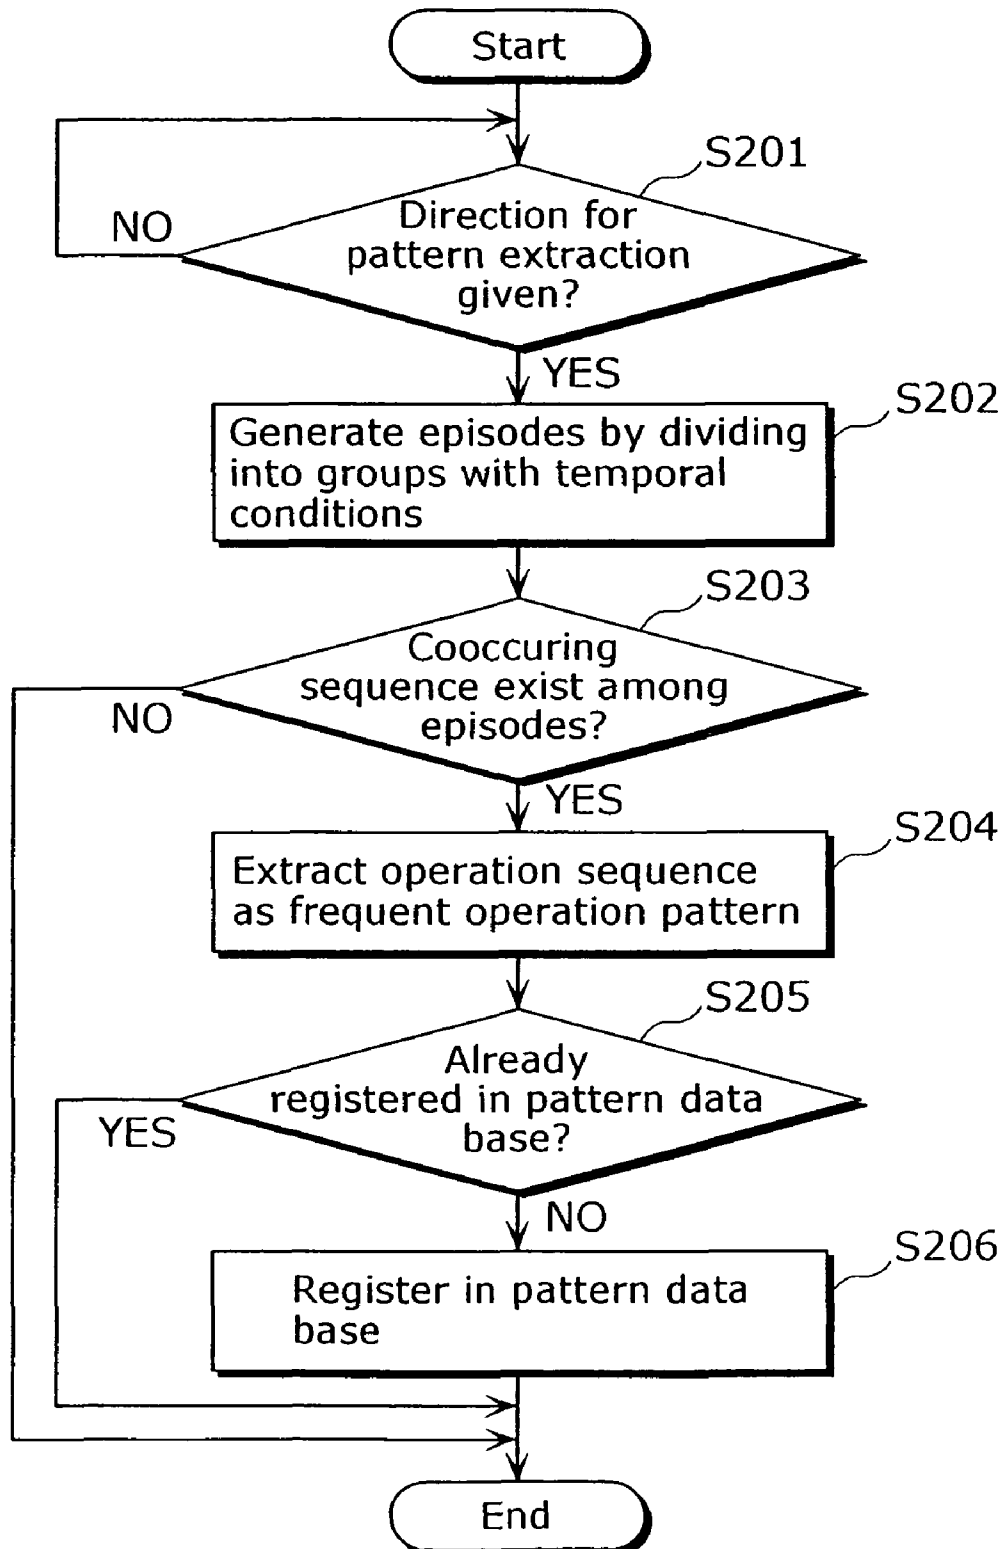 Start
S201
Direction for
pattern extraction
given?
NO
YES
S202
Generate episodes by dividing
into groups with temporal
conditions
S203
Cooccuring
sequence exist among
episodes?
NO
YES
S204
Extract operation sequence
as frequent operation pattern
S205
Already
registered in pattern data
base?
YES
NO
S206
Register in pattern data
base
End